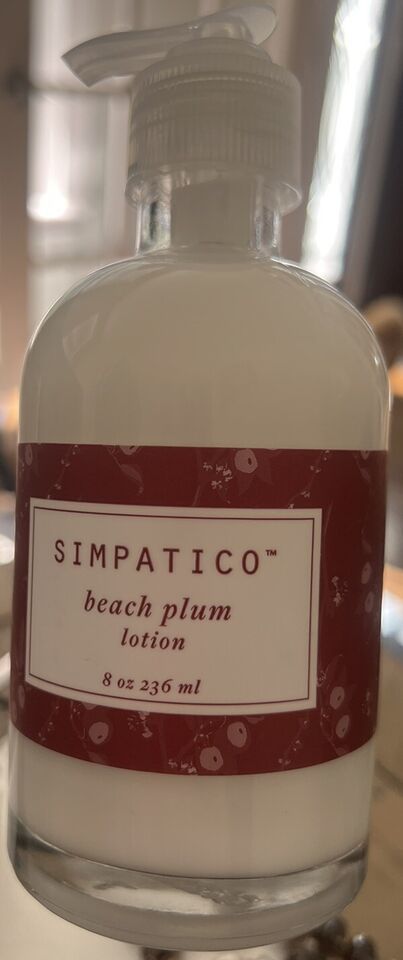 SIMPATICO™
beach plum
lotion
8 oz 236 ml